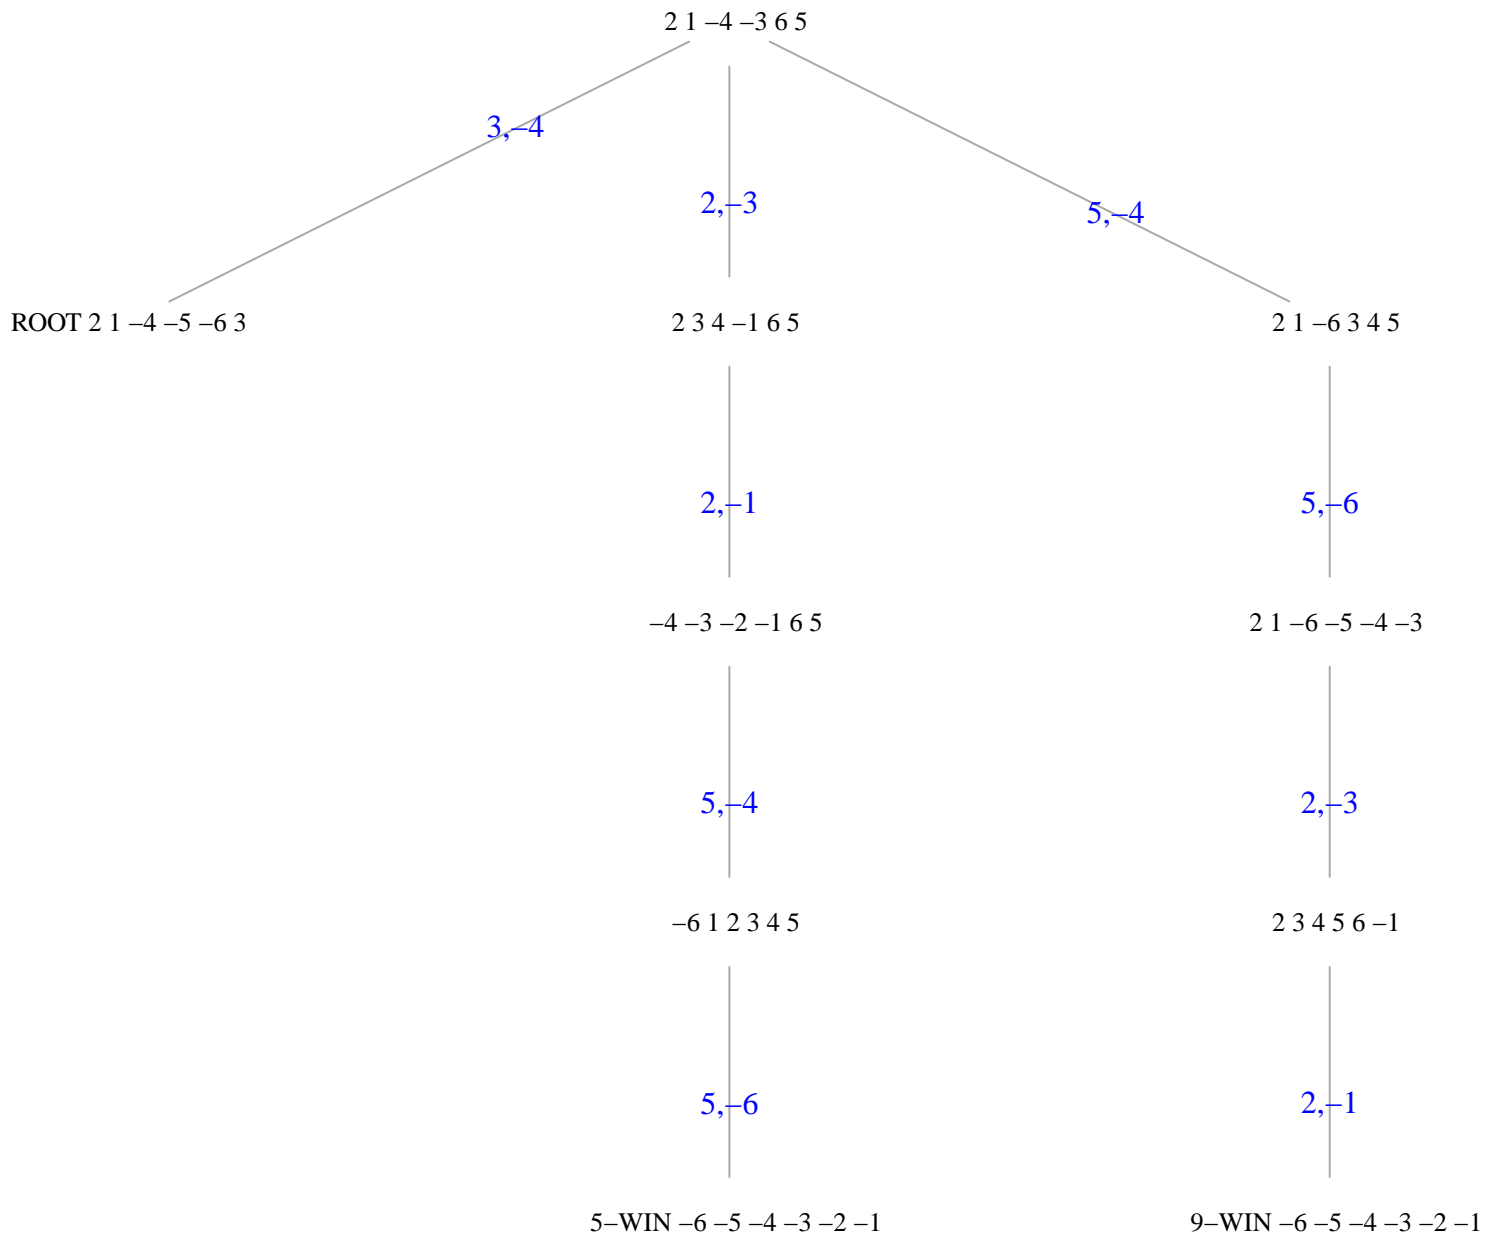 2 1 –4 –3 6 5
3,–4
2,–3
5,–4
ROOT 2 1 –4 –5 –6 3
2 3 4 –1 6 5
2 1 –6 3 4 5
2,–1
5,–6
–4 –3 –2 –1 6 5
2 1 –6 –5 –4 –3
5,–4
2,–3
–6 1 2 3 4 5
2 3 4 5 6 –1
5,–6
2,–1
5–WIN –6 –5 –4 –3 –2 –1
9–WIN –6 –5 –4 –3 –2 –1